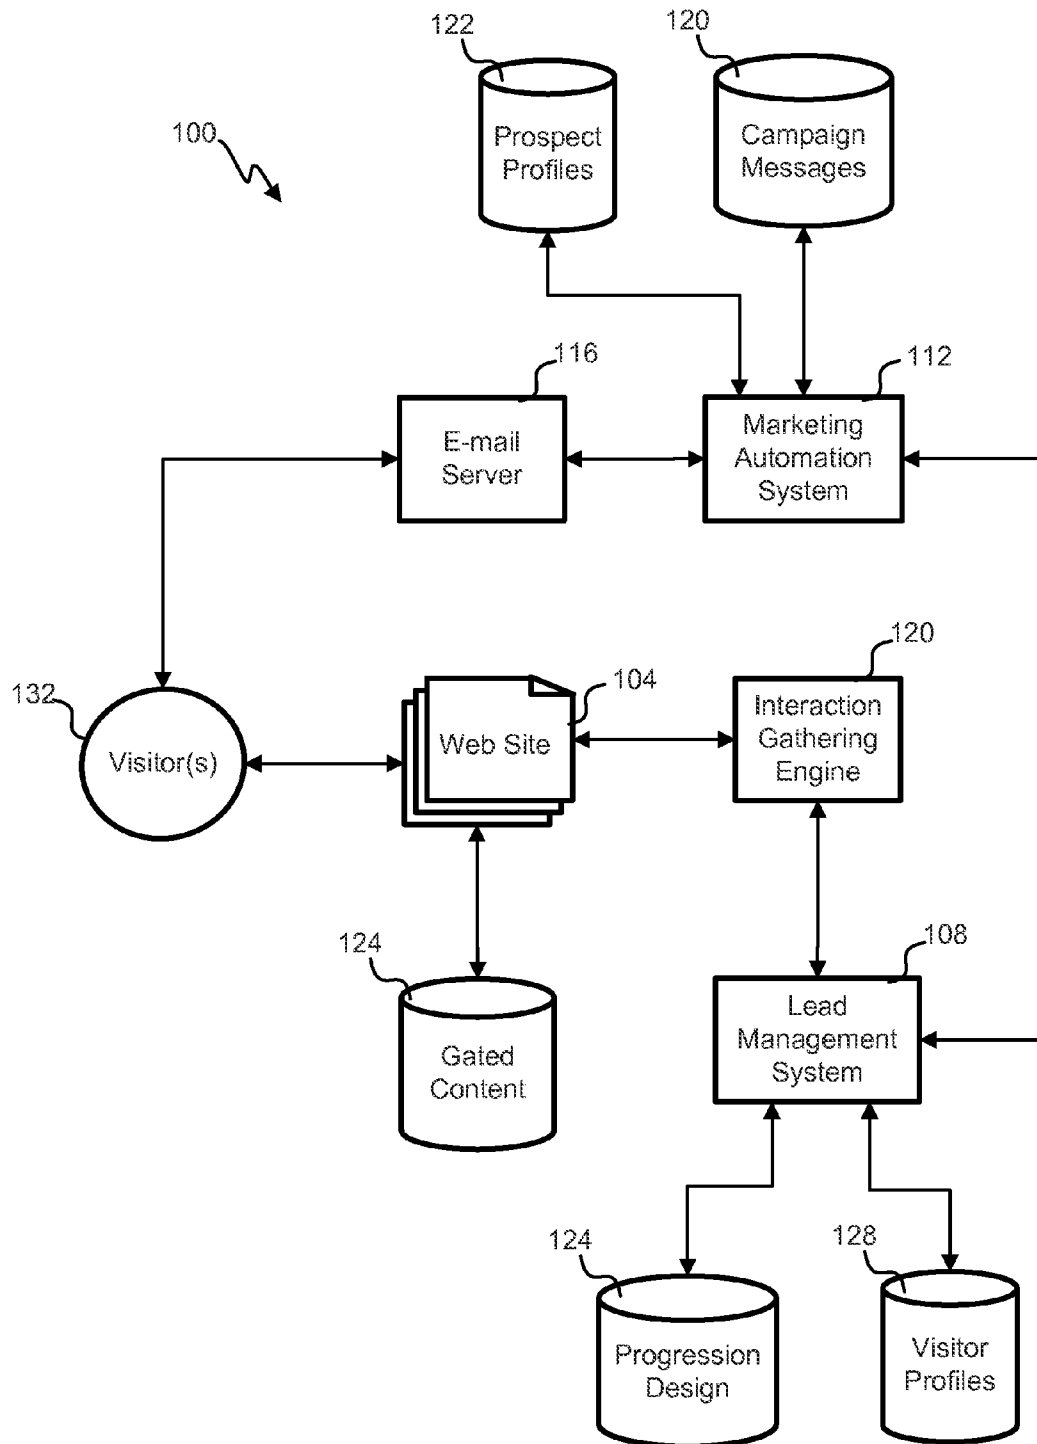 122
120
Prospect
Profiles
Campaign
Messages
100
116
112
E-mail
Server
Marketing
Automation
System
132
104
120
Visitor(s)
Web Site
Interaction
Gathering
Engine
124
108
Gated
Content
Lead
Management
System
124
128
Progression
Design
Visitor
Profiles